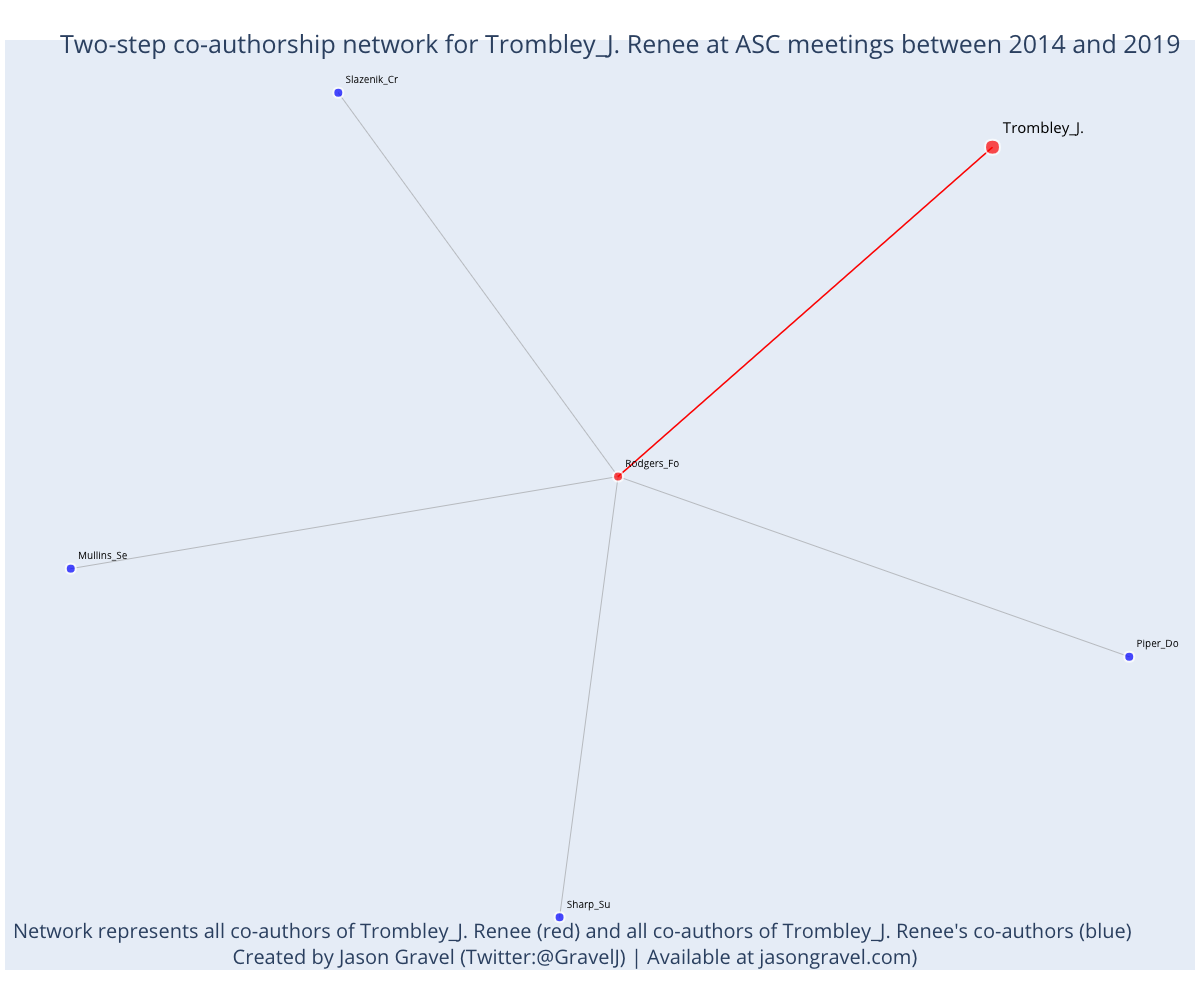 Two-step co-authorship network for Trombley_J. Renee at ASC meetings between 2014 and 2019
Slazenik_Cr
Trombley_J.
Rodgers_Fo
Mullins_Se
Piper_Do
Sharp_Su
Network represents all co-authors of Trombley_J. Renee (red) and all co-authors of Trombley_J. Renee's co-authors (blue)
Created by Jason Gravel (Twitter:@GravelJ) | Available at jasongravel.com)